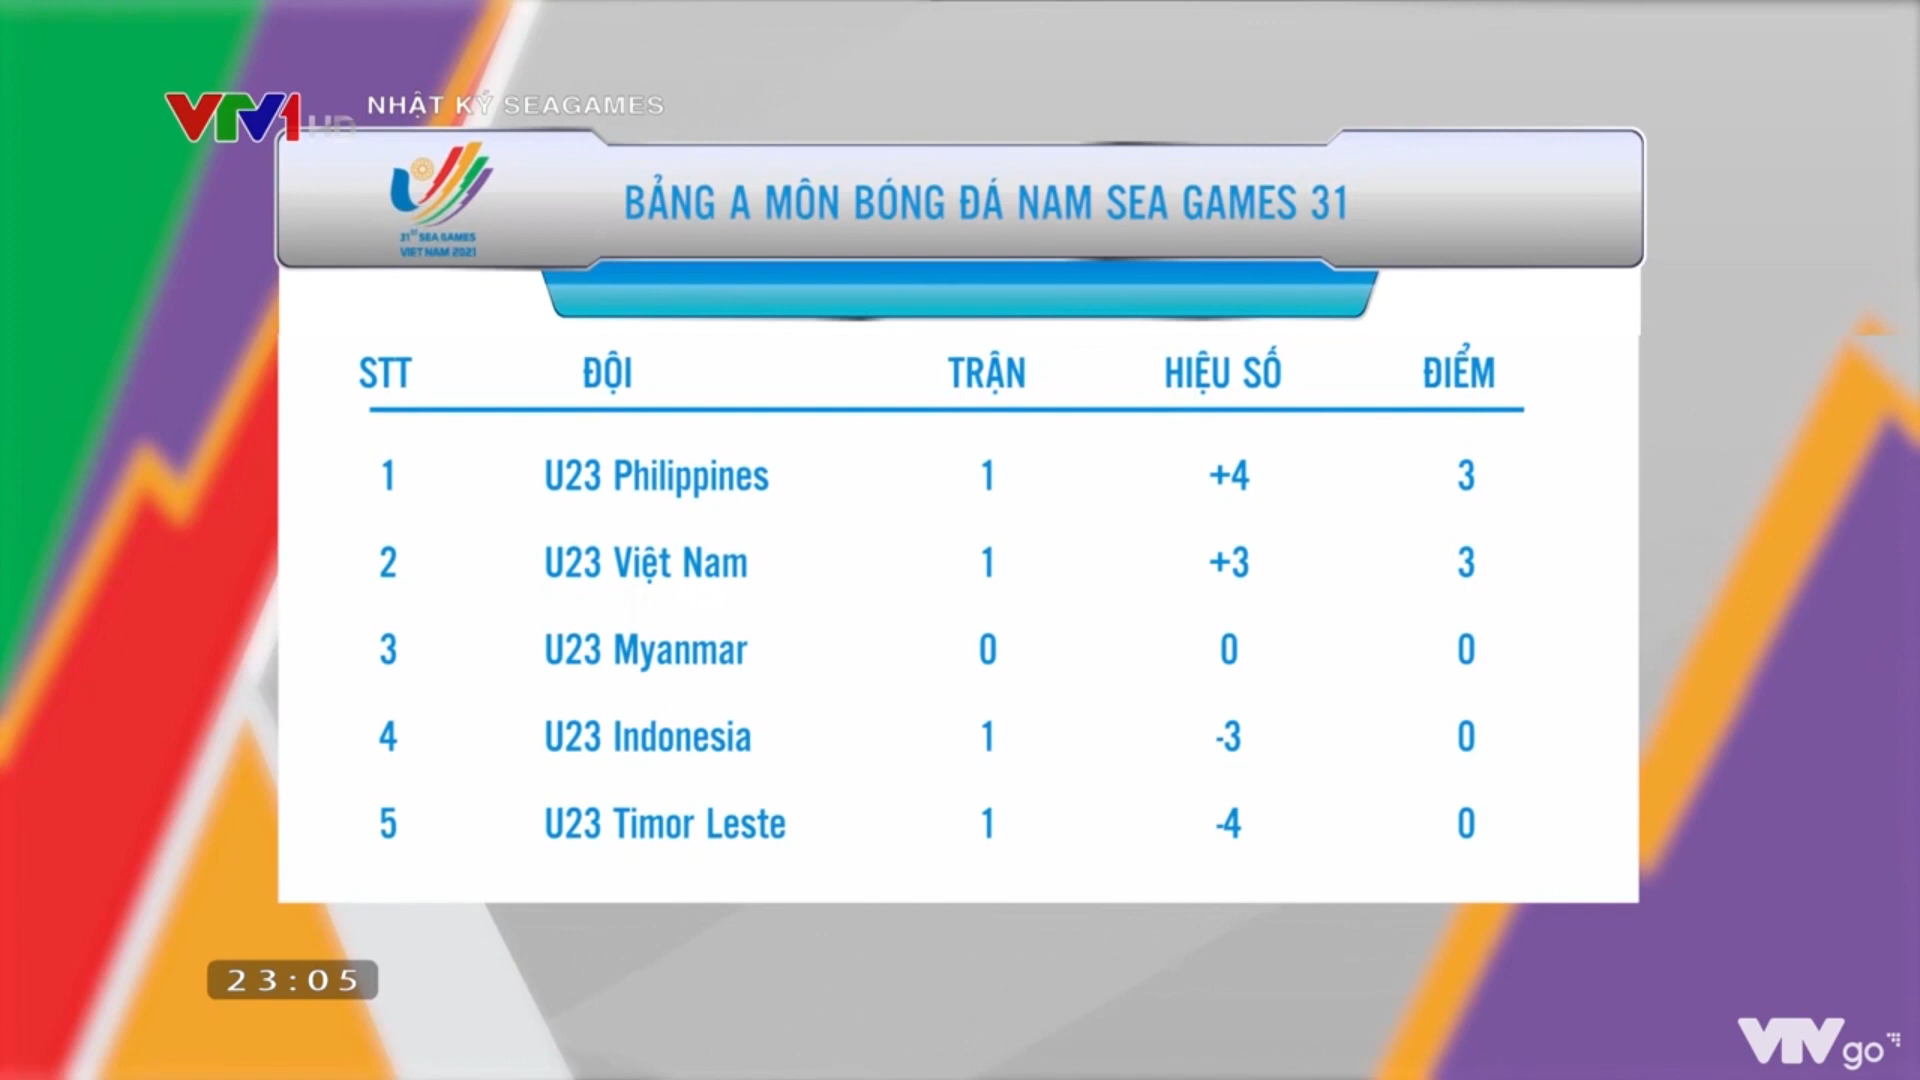 VTV1 HD
NHẬT KÝ SEAGAMES
31ST SEA GAMES
VIET NAM 2021
BẢNG A MÔN BÓNG ĐÁ NAM SEA GAMES 31
STT ĐỘI TRẬN HIỆU SỐ ĐIỂM
1 U23 Philippines 1 +4 3
2 U23 Việt Nam 1 +3 3
3 U23 Myanmar 0 0 0
4 U23 Indonesia 1 -3 0
5 U23 Timor Leste 1 -4 0
23:05
VTV go